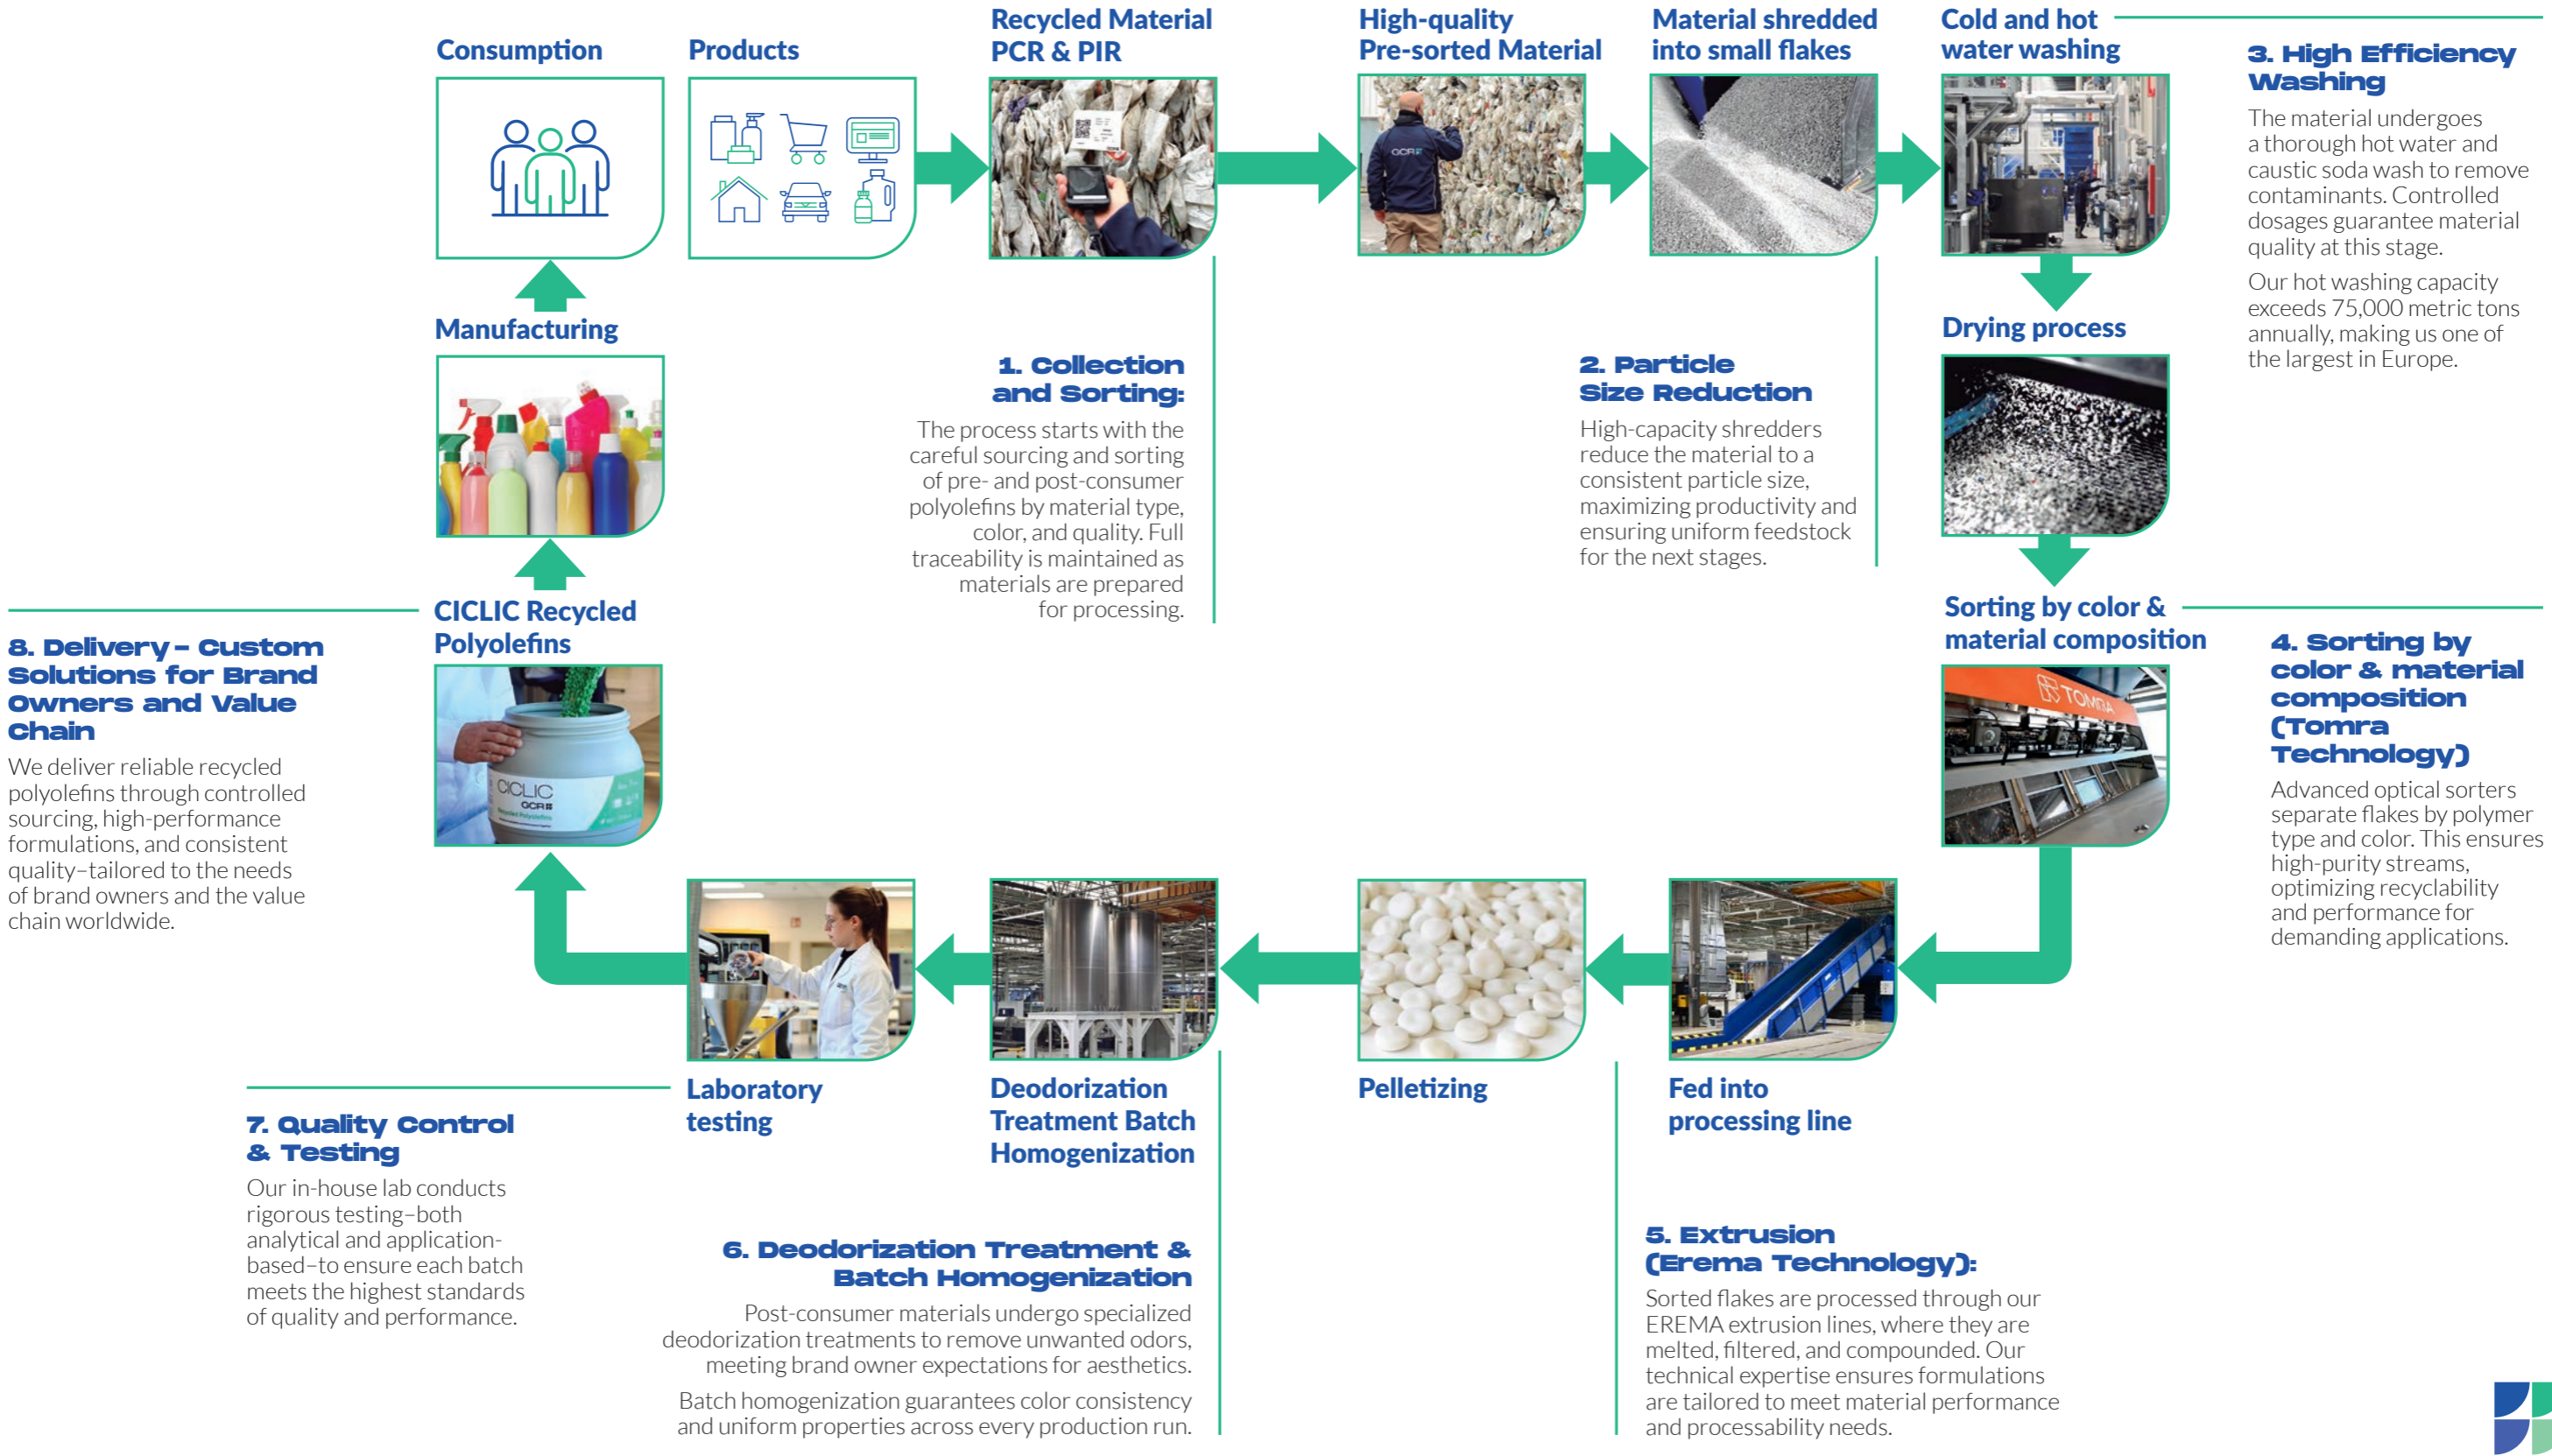 Consumption
Products
Recycled Material
PCR & PIR
High-quality
Pre-sorted Material
Material shredded
into small flakes
Cold and hot
water washing
GCR
3. High Efficiency
Washing
The material undergoes
a thorough hot water and
caustic soda wash to remove
contaminants. Controlled
dosages guarantee material
quality at this stage.
Our hot washing capacity
exceeds 75,000 metric tons
annually, making us one of
the largest in Europe.
Manufacturing
1. Collection
and Sorting:
The process starts with the
careful sourcing and sorting
of pre- and post-consumer
polyolefins by material type,
color, and quality. Full
traceability is maintained as
materials are prepared
for processing.
2. Particle
Size Reduction
High-capacity shredders
reduce the material to a
consistent particle size,
maximizing productivity and
ensuring uniform feedstock
for the next stages.
Drying process
8. Delivery – Custom
Solutions for Brand
Owners and Value
Chain
We deliver reliable recycled
polyolefins through controlled
sourcing, high-performance
formulations, and consistent
quality–tailored to the needs
of brand owners and the value
chain worldwide.
CICLIC Recycled
Polyolefins
CICLIC
GCR
Recycled Polyolefins
Sorting by color &
material composition
TOMRA
4. Sorting by
color & material
composition
(Tomra
Technology)
Advanced optical sorters
separate flakes by polymer
type and color. This ensures
high-purity streams,
optimizing recyclability
and performance for
demanding applications.
Laboratory
testing
Deodorization
Treatment Batch
Homogenization
Pelletizing
Fed into
processing line
7. Quality Control
& Testing
Our in-house lab conducts
rigorous testing–both
analytical and application-
based–to ensure each batch
meets the highest standards
of quality and performance.
6. Deodorization Treatment &
Batch Homogenization
Post-consumer materials undergo specialized
deodorization treatments to remove unwanted odors,
meeting brand owner expectations for aesthetics.
Batch homogenization guarantees color consistency
and uniform properties across every production run.
5. Extrusion
(Erema Technology):
Sorted flakes are processed through our
EREMA extrusion lines, where they are
melted, filtered, and compounded. Our
technical expertise ensures formulations
are tailored to meet material performance
and processability needs.